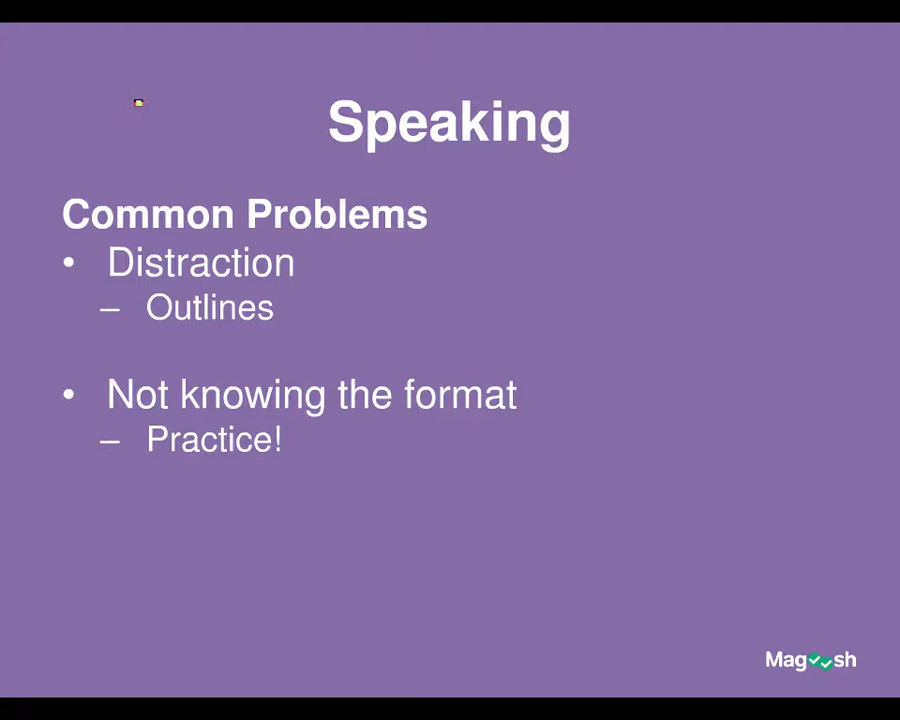 Speaking
Common Problems
• Distraction
– Outlines
• Not knowing the format
– Practice!
Magoosh